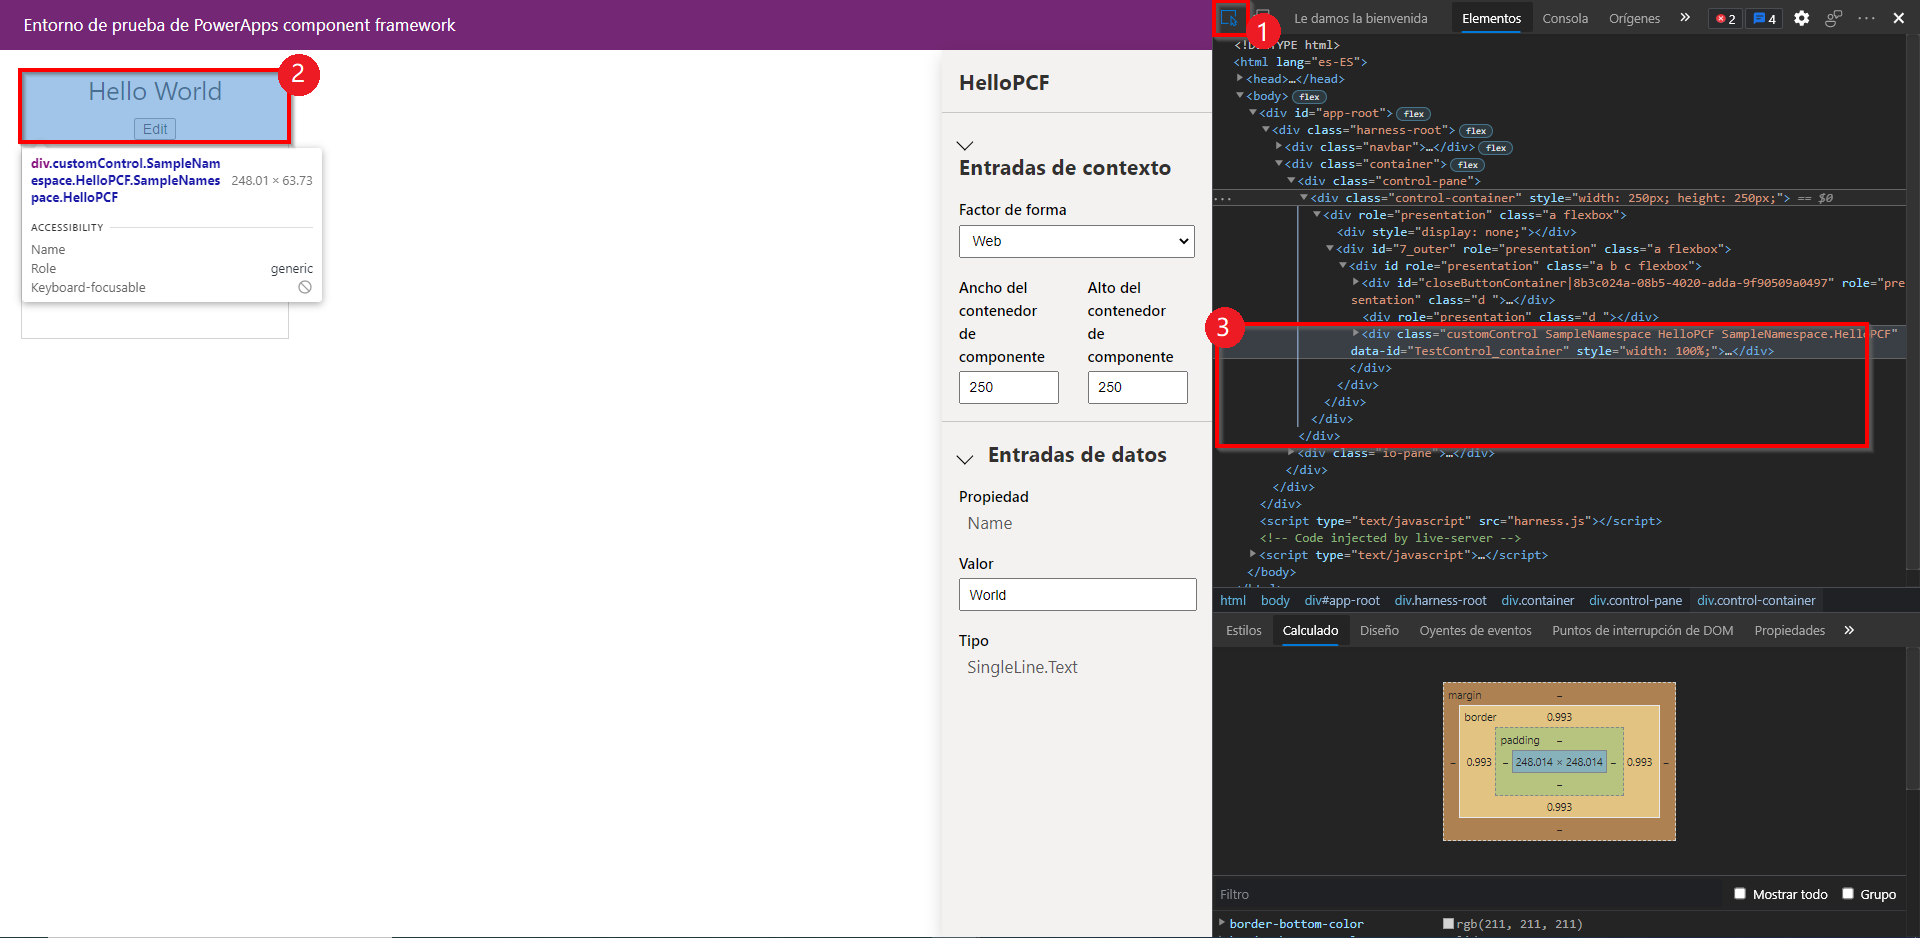 Entorno de prueba de PowerApps component framework
2
Hello World
Edit
div.customControl.SampleNam
espace.HelloPCF.SampleNames
pace.HelloPCF
248.01 × 63.73
ACCESSIBILITY
Name
Role
generic
Keyboard-focusable
HelloPCF
Entradas de contexto
Factor de forma
Web
Ancho del
contenedor
de
componente
250
Alto del
contenedor
de
componente
250
Entradas de datos
Propiedad
Name
Valor
World
Tipo
SingleLine.Text
1
Le damos la bienvenida
Elementos
Consola
Orígenes
2
4
html>
<html lang="es-ES">
<head>…</head>
<body> flex
<div id="app-root"> flex
<div class="harness-root"> flex
<div class="navbar">…</div> flex
<div class="container"> flex
<div class="control-pane">
<div class="control-container" style="width: 250px; height: 250px;"> == $0
<div role="presentation" class="a flexbox">
<div style="display: none;"></div>
<div id="7_outer" role="presentation" class="a flexbox">
<div id role="presentation" class="a b c flexbox">
<div id="closeButtonContainer|8b3c024a-08b5-4020-adda-9f90509a0497" role="pre
sentation" class="d ">…</div>
<div role="presentation" class="d "></div>
3
<div class="customControl SampleNamespace HelloPCF SampleNamespace.HelloPCF"
data-id="TestControl_container" style="width: 100%;">…</div>
</div>
</div>
</div>
</div>
</div>
<div class="io-pane">…</div>
</div>
</div>
</div>
<script type="text/javascript" src="harness.js"></script>
<!-- Code injected by live-server -->
<script type="text/javascript">…</script>
</body>
html body div#app-root div.harness-root div.container div.control-pane div.control-container
Estilos Calculado Diseño Oyentes de eventos Puntos de interrupción de DOM Propiedades
margin
–
border
0.993
padding
–
– 0.993 – 248.014 × 248.014 – 0.993 –
–
0.993
–
Filtro
Mostrar todo
Grupo
border-bottom-color
rgb(211, 211, 211)